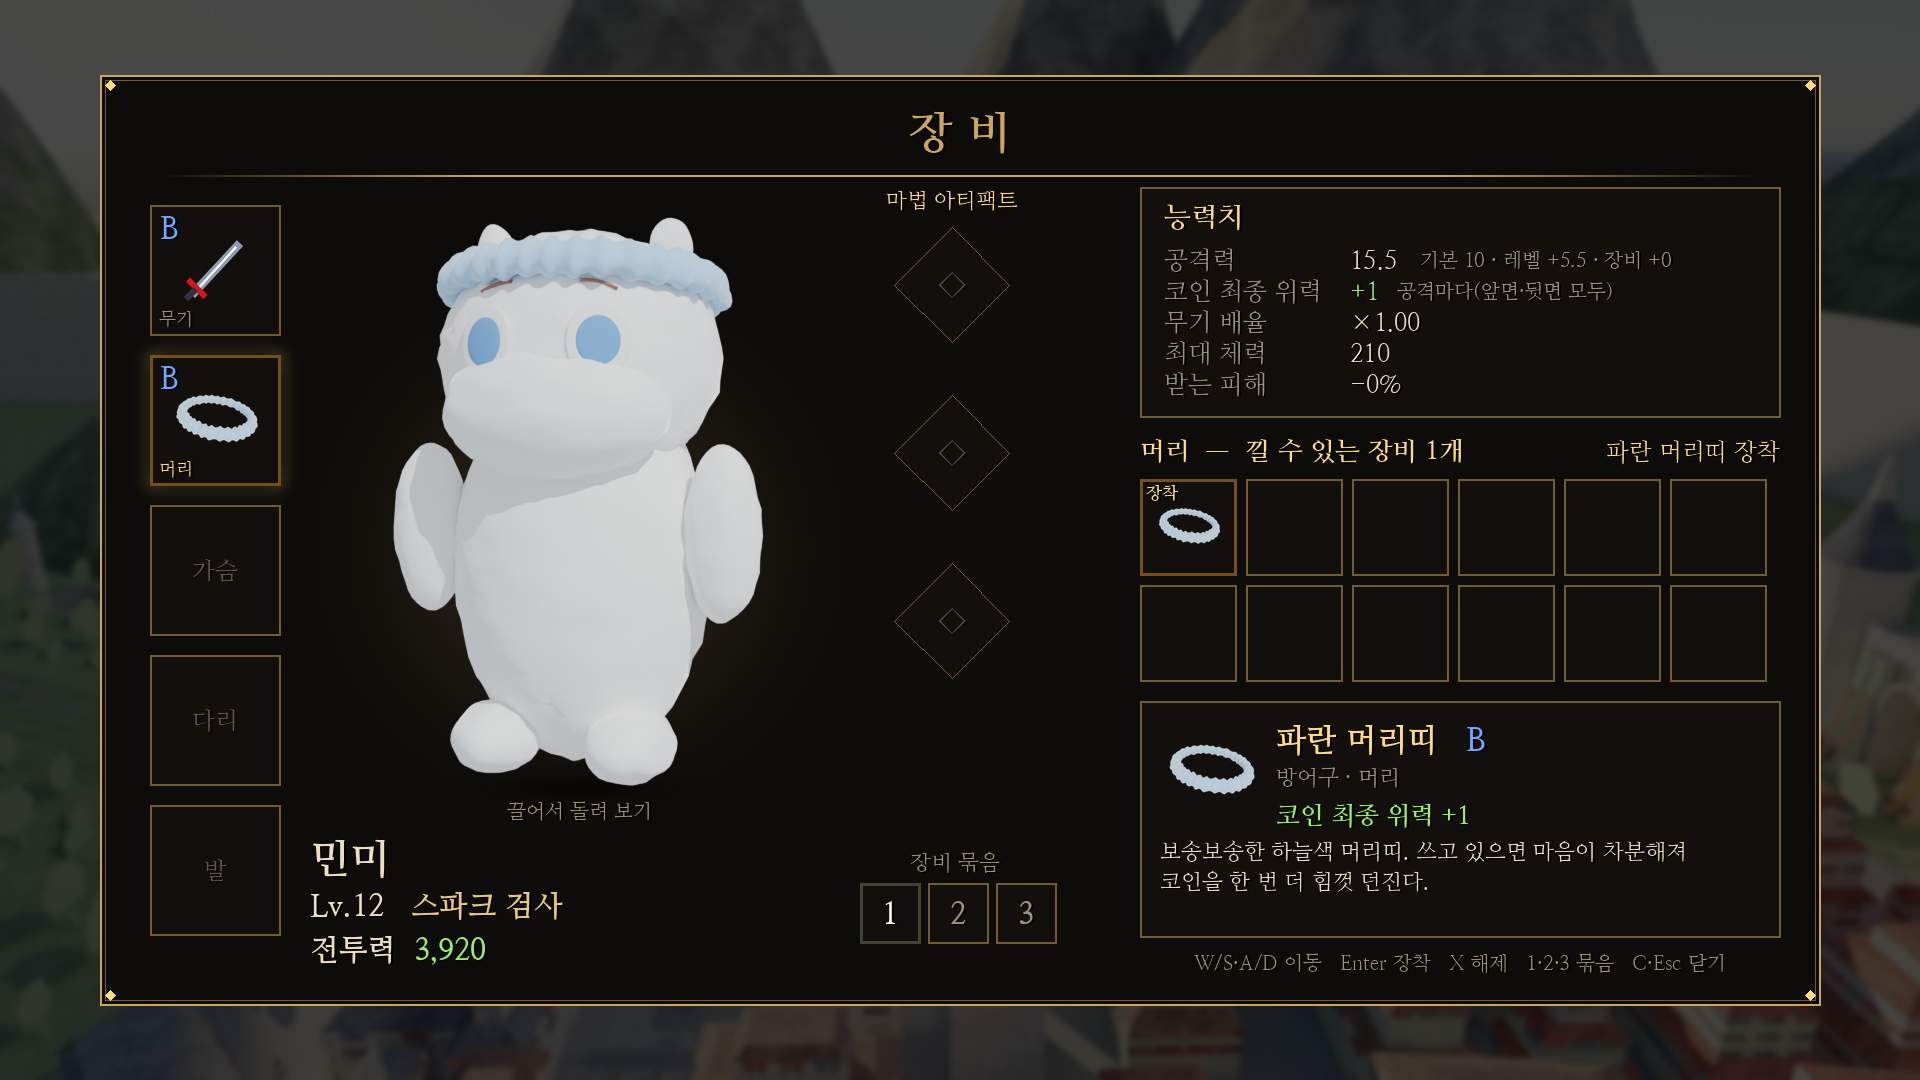 장비
B
무기
B
머리
가슴
다리
발
끌어서 돌려 보기
민미
Lv.12 스파크 검사
전투력 3,920
마법 아티팩트
장비 묶음
1 2 3
능력치
공격력 15.5 기본 10 · 레벨 +5.5 · 장비 +0
코인 최종 위력 +1 공격마다(앞면·뒷면 모두)
무기 배율 ×1.00
최대 체력 210
받는 피해 −0%
머리 — 낄 수 있는 장비 1개 파란 머리띠 장착
장착
파란 머리띠 B
방어구 · 머리
코인 최종 위력 +1
보송보송한 하늘색 머리띠. 쓰고 있으면 마음이 차분해져
코인을 한 번 더 힘껏 던진다.
W/S·A/D 이동 Enter 장착 X 해제 1·2·3 묶음 C·Esc 닫기